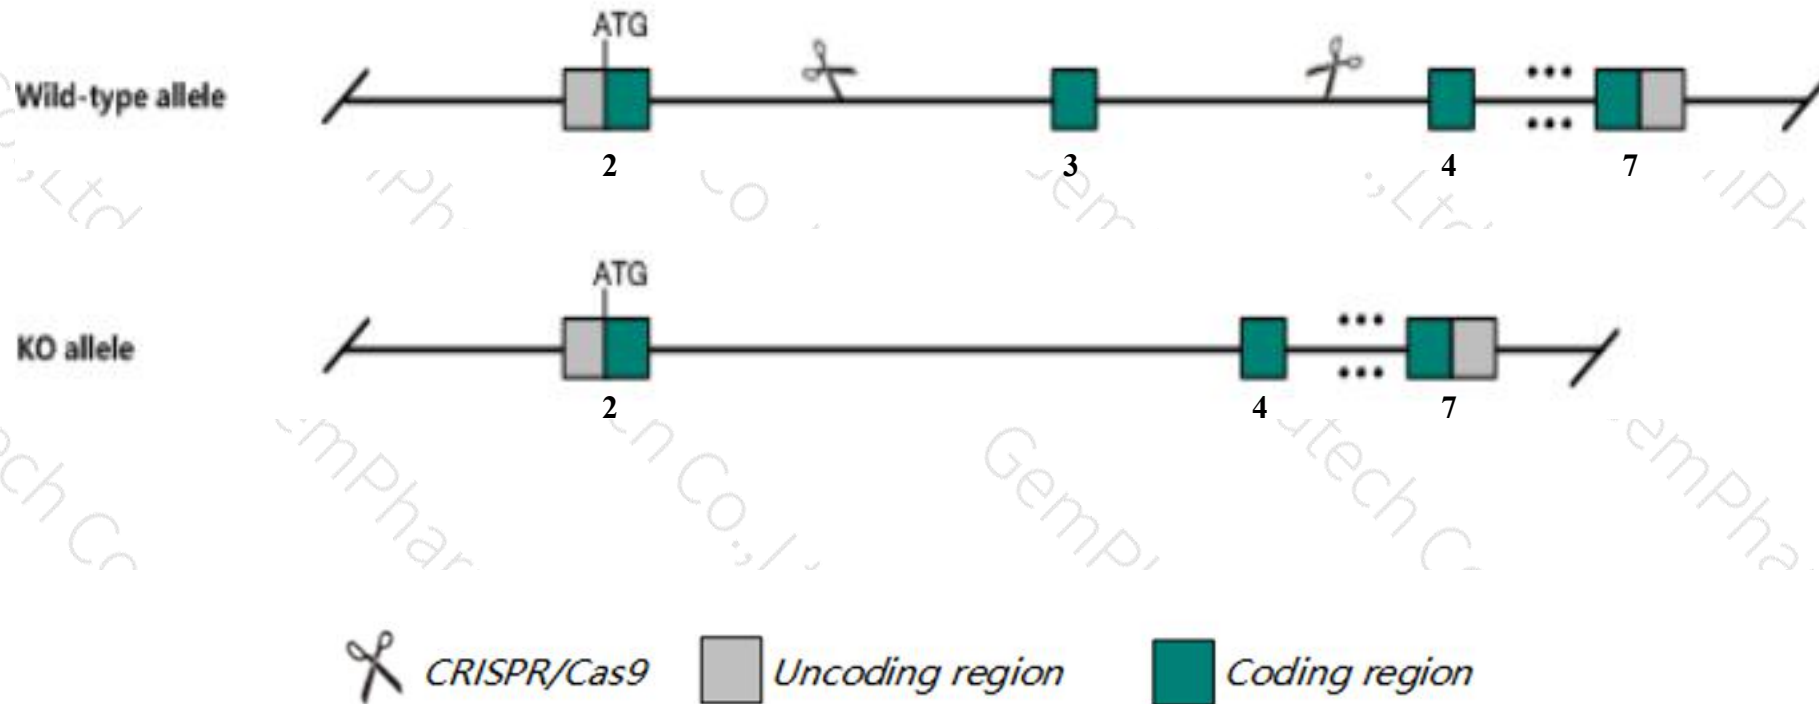 ATG
Wild-type allele
2 3 4 7
ATG
KO allele
2 4 7
CRISPR/Cas9 Uncoding region Coding region